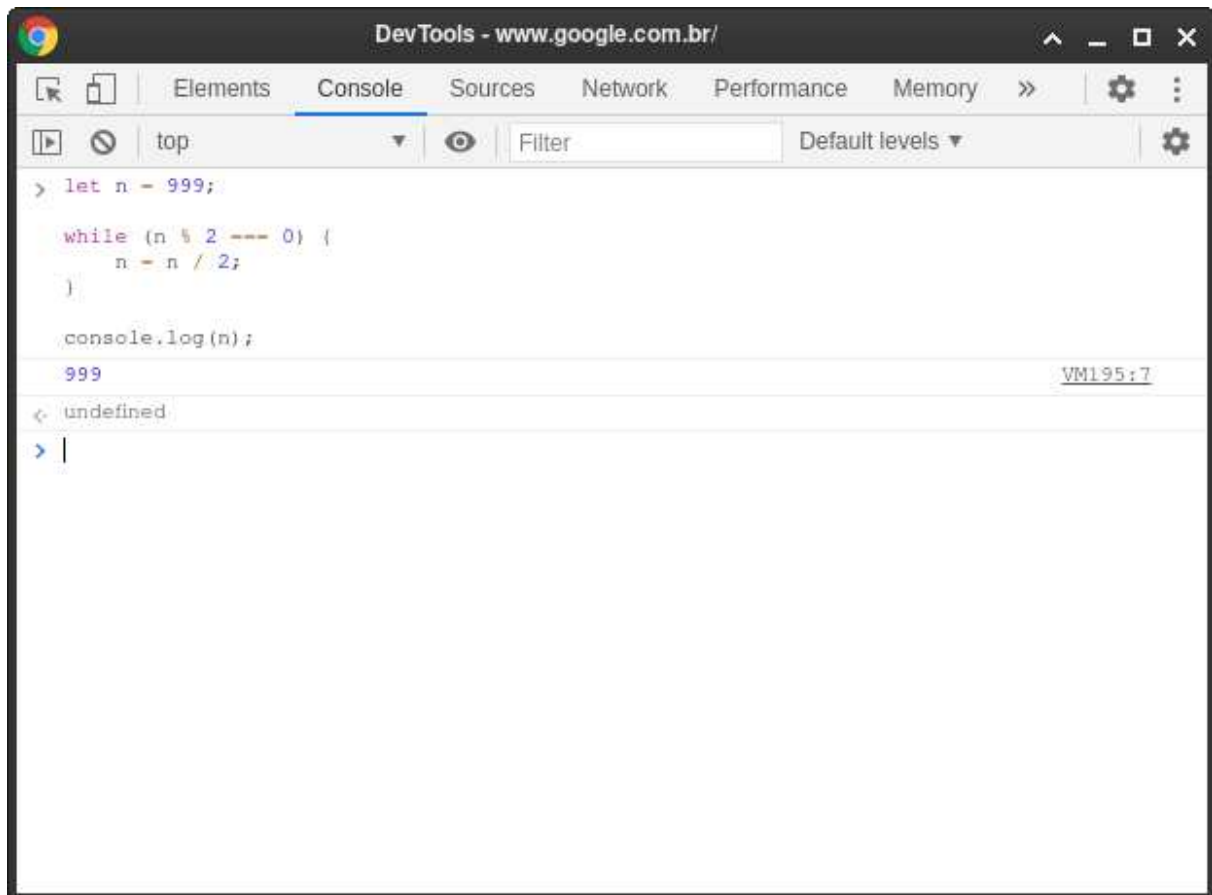 DevTools - www.google.com.br/
Elements Console Sources Network Performance Memory »
top ▼ Filter Default levels ▼
> let n = 999;
while (n % 2 === 0) {
n = n / 2;
}
console.log(n);
999 VM195:7
undefined
>